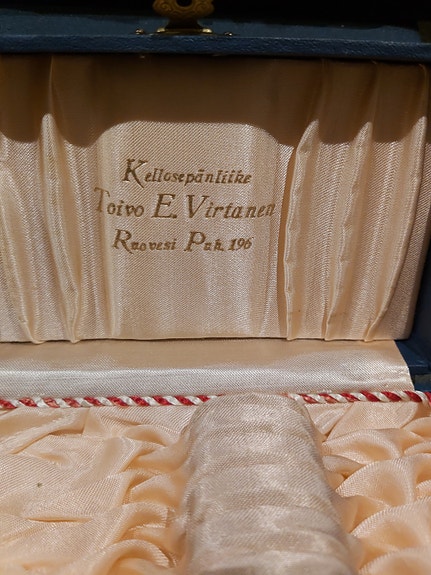 Kellosepänliike
Toivo E. Virtanen
Ruovesi Puh. 196